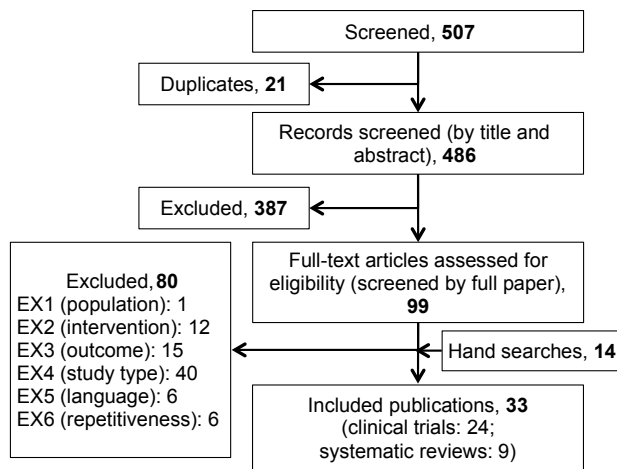 Screened, 507
Duplicates, 21
Records screened (by title and
abstract), 486
Excluded, 387
Full-text articles assessed for
eligibility (screened by full paper),
99
Excluded, 80
EX1 (population): 1
EX2 (intervention): 12
EX3 (outcome): 15
EX4 (study type): 40
EX5 (language): 6
EX6 (repetitiveness): 6
Hand searches, 14
Included publications, 33
(clinical trials: 24;
systematic reviews: 9)